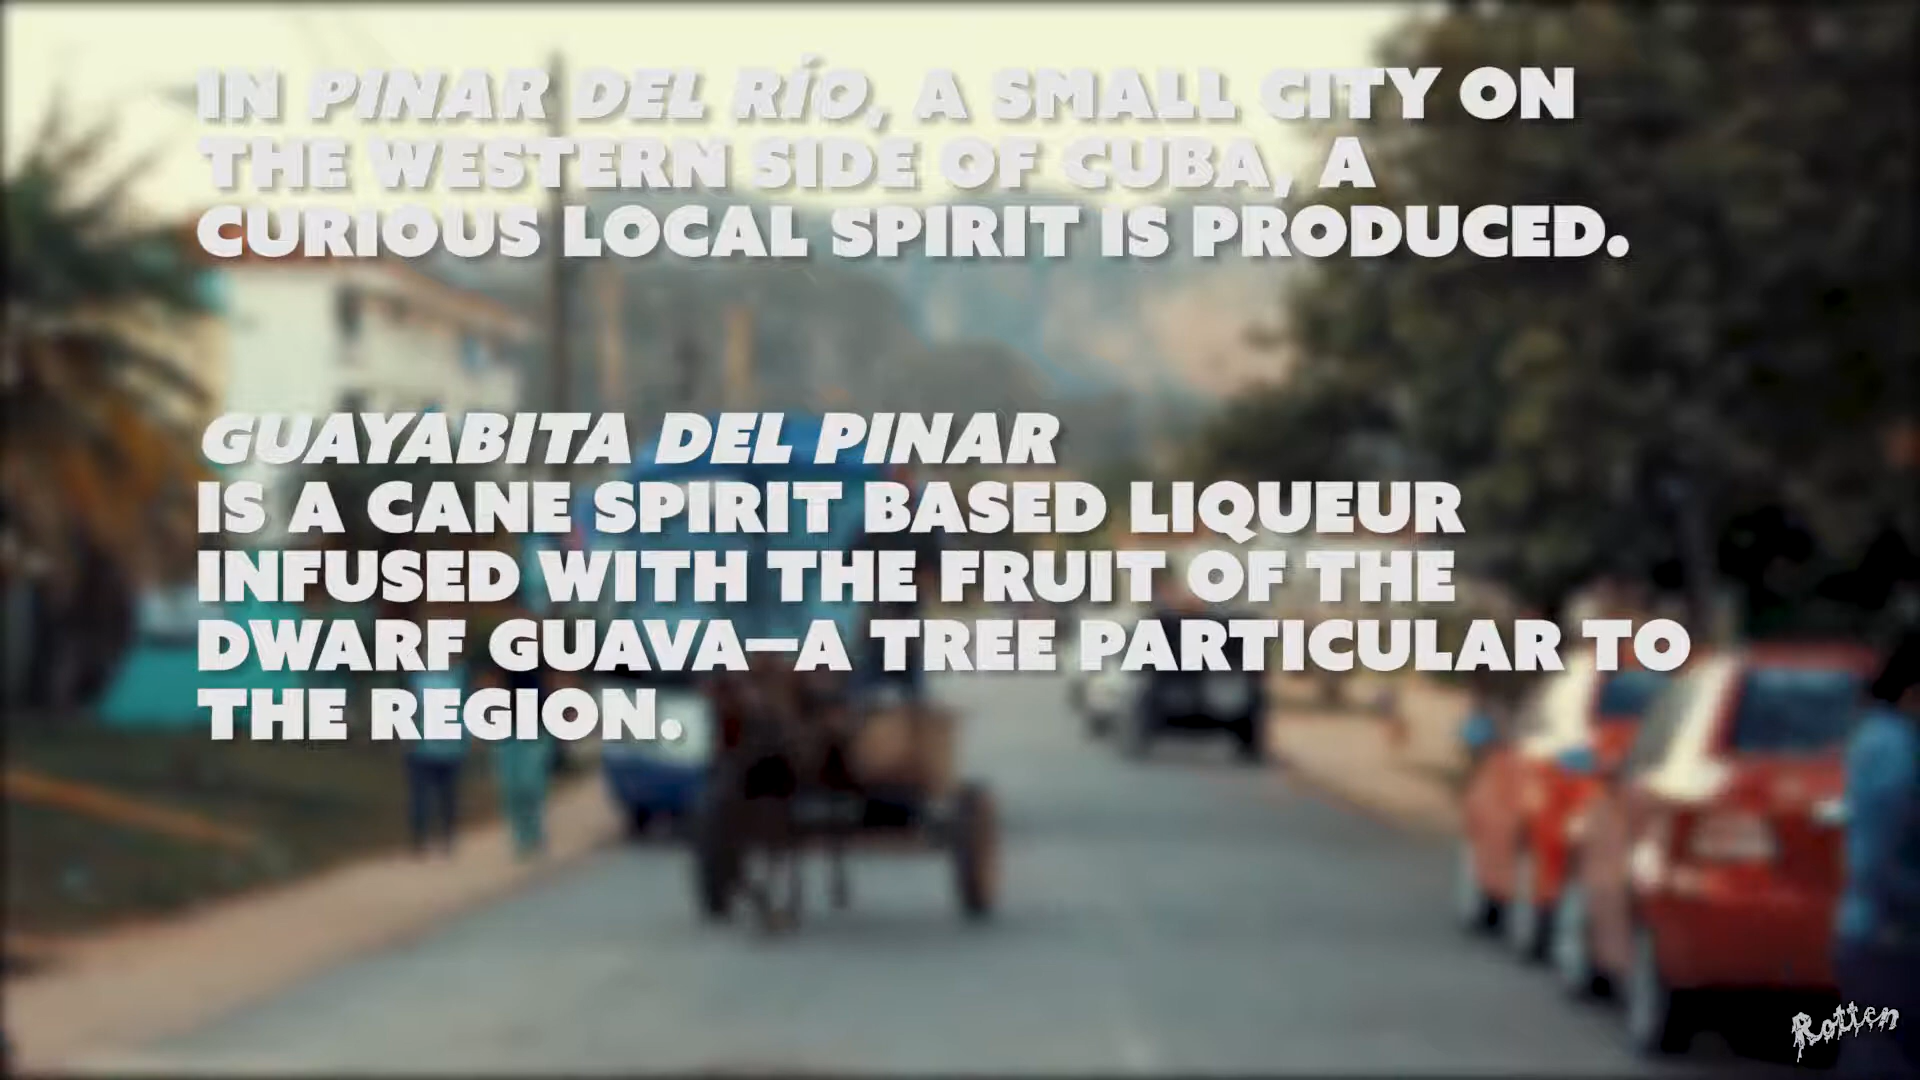 IN PINAR DEL RÍO, A SMALL CITY ON
THE WESTERN SIDE OF CUBA, A
CURIOUS LOCAL SPIRIT IS PRODUCED.
GUAYABITA DEL PINAR
IS A CANE SPIRIT BASED LIQUEUR
INFUSED WITH THE FRUIT OF THE
DWARF GUAVA—A TREE PARTICULAR TO
THE REGION.
Rotten